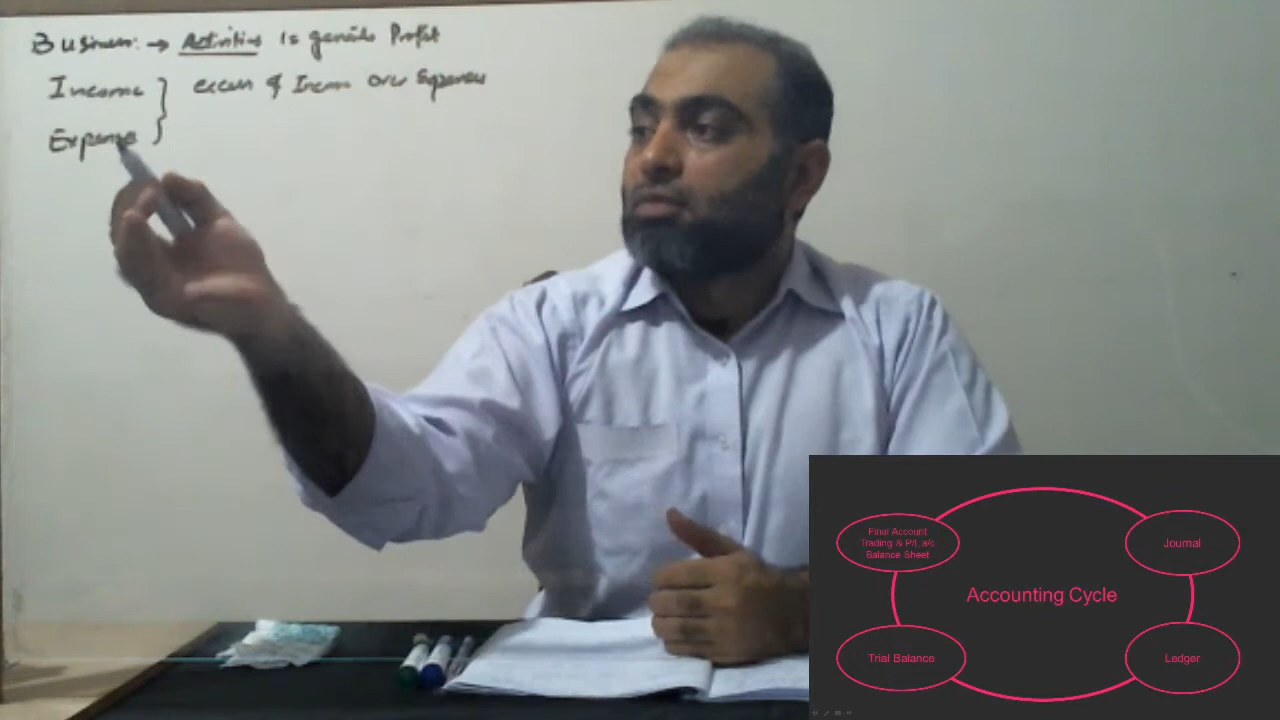 Business: → Activities is generate Profit
Income
excess of Income over Expenses
Expense
Final Account
Trading & P/L a/c
Balance Sheet
Journal
Accounting Cycle
Trial Balance
Ledger